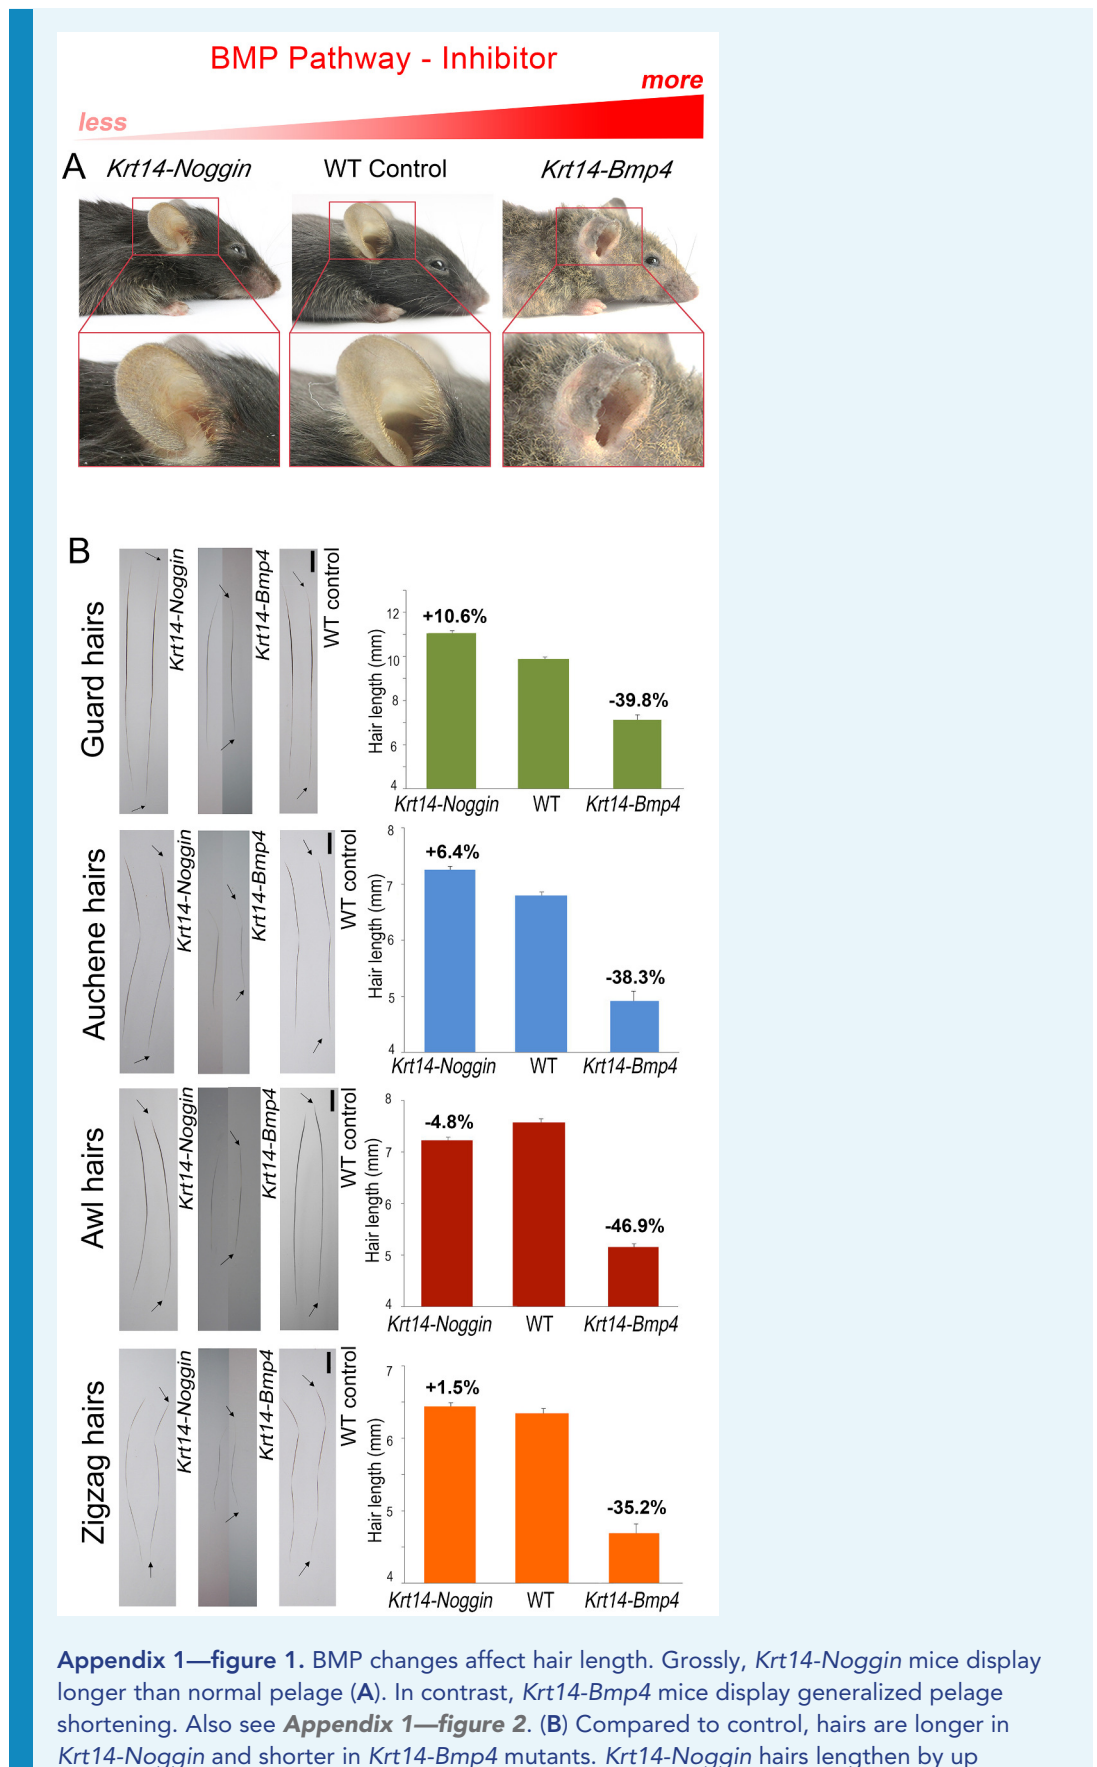 BMP Pathway - Inhibitor
more
less
A
Krt14-Noggin
WT Control
Krt14-Bmp4
B
Guard hairs
Krt14-Noggin
Krt14-Bmp4
WT control
Hair length (mm)
12
10
8
6
4
+10.6%
-39.8%
Krt14-Noggin WT Krt14-Bmp4
Auchene hairs
Krt14-Noggin
Krt14-Bmp4
WT control
Hair length (mm)
8
7
6
5
4
+6.4%
-38.3%
Krt14-Noggin WT Krt14-Bmp4
Awl hairs
Krt14-Noggin
Krt14-Bmp4
WT control
Hair length (mm)
8
7
6
5
4
-4.8%
-46.9%
Krt14-Noggin WT Krt14-Bmp4
Zigzag hairs
Krt14-Noggin
Krt14-Bmp4
WT control
Hair length (mm)
7
6
5
4
+1.5%
-35.2%
Krt14-Noggin WT Krt14-Bmp4
Appendix 1—figure 1. BMP changes affect hair length. Grossly, Krt14-Noggin mice display
longer than normal pelage (A). In contrast, Krt14-Bmp4 mice display generalized pelage
shortening. Also see Appendix 1—figure 2. (B) Compared to control, hairs are longer in
Krt14-Noggin and shorter in Krt14-Bmp4 mutants. Krt14-Noggin hairs lengthen by up